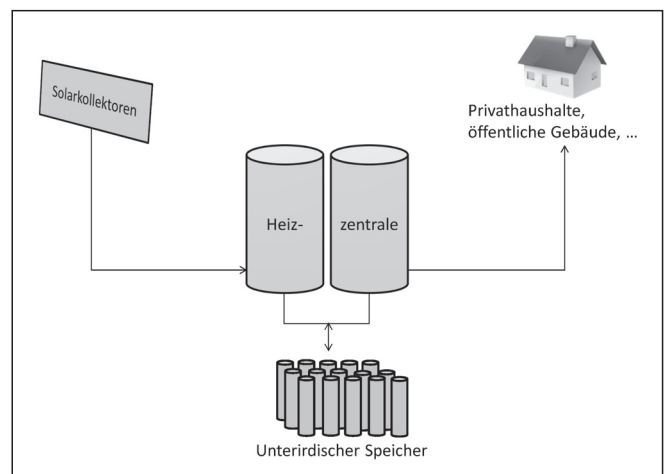 Solarkollektoren
Privathaushalte,
öffentliche Gebäude, ...
Heiz- zentrale
Unterirdischer Speicher